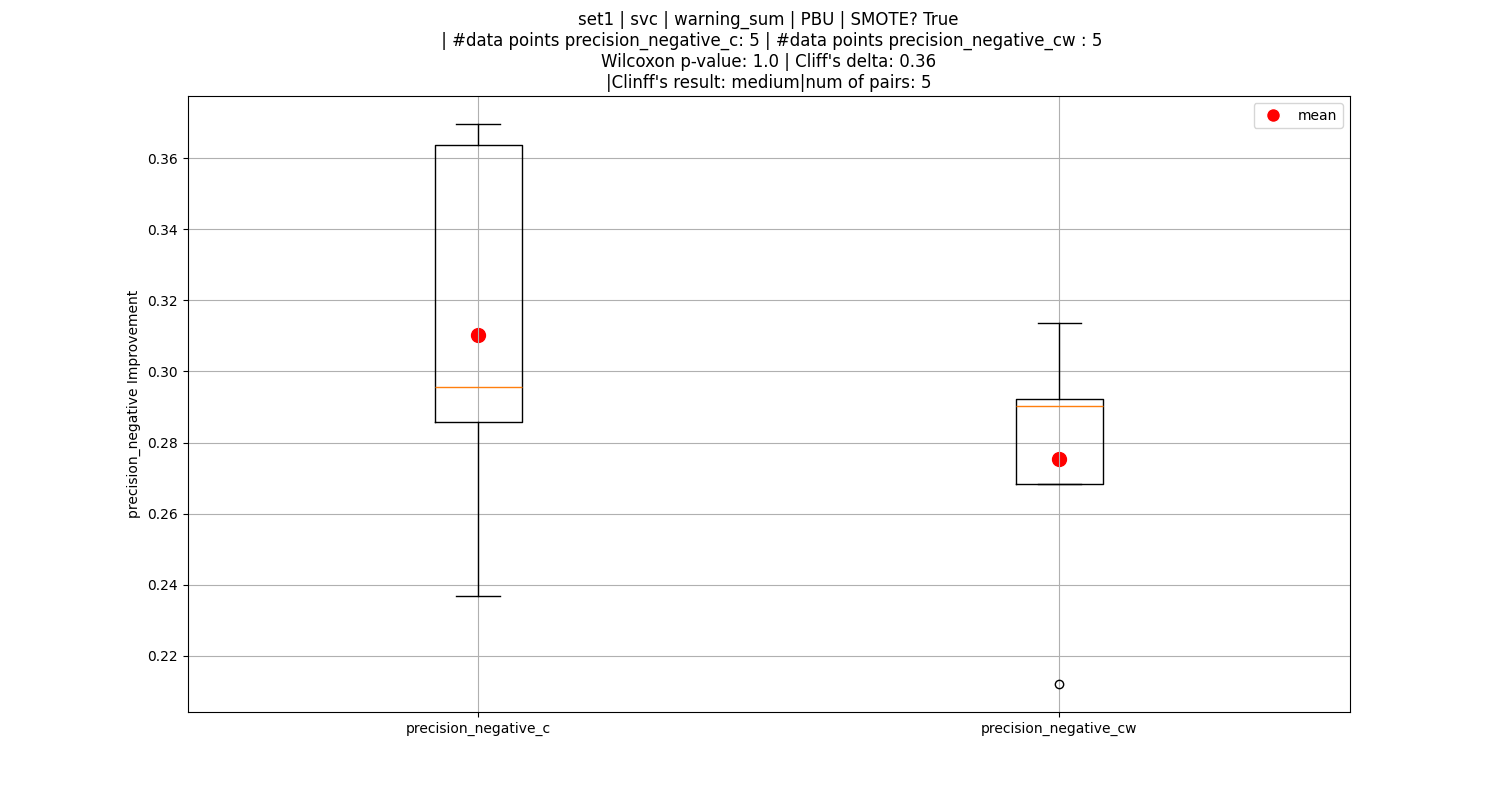 set1 | svc | warning_sum | PBU | SMOTE? True
| #data points precision_negative_c: 5 | #data points precision_negative_cw : 5
Wilcoxon p-value: 1.0 | Cliff's delta: 0.36
|Clinff's result: medium|num of pairs: 5
mean
precision_negative Improvement
0.36
0.34
0.32
0.30
0.28
0.26
0.24
0.22
precision_negative_c
precision_negative_cw